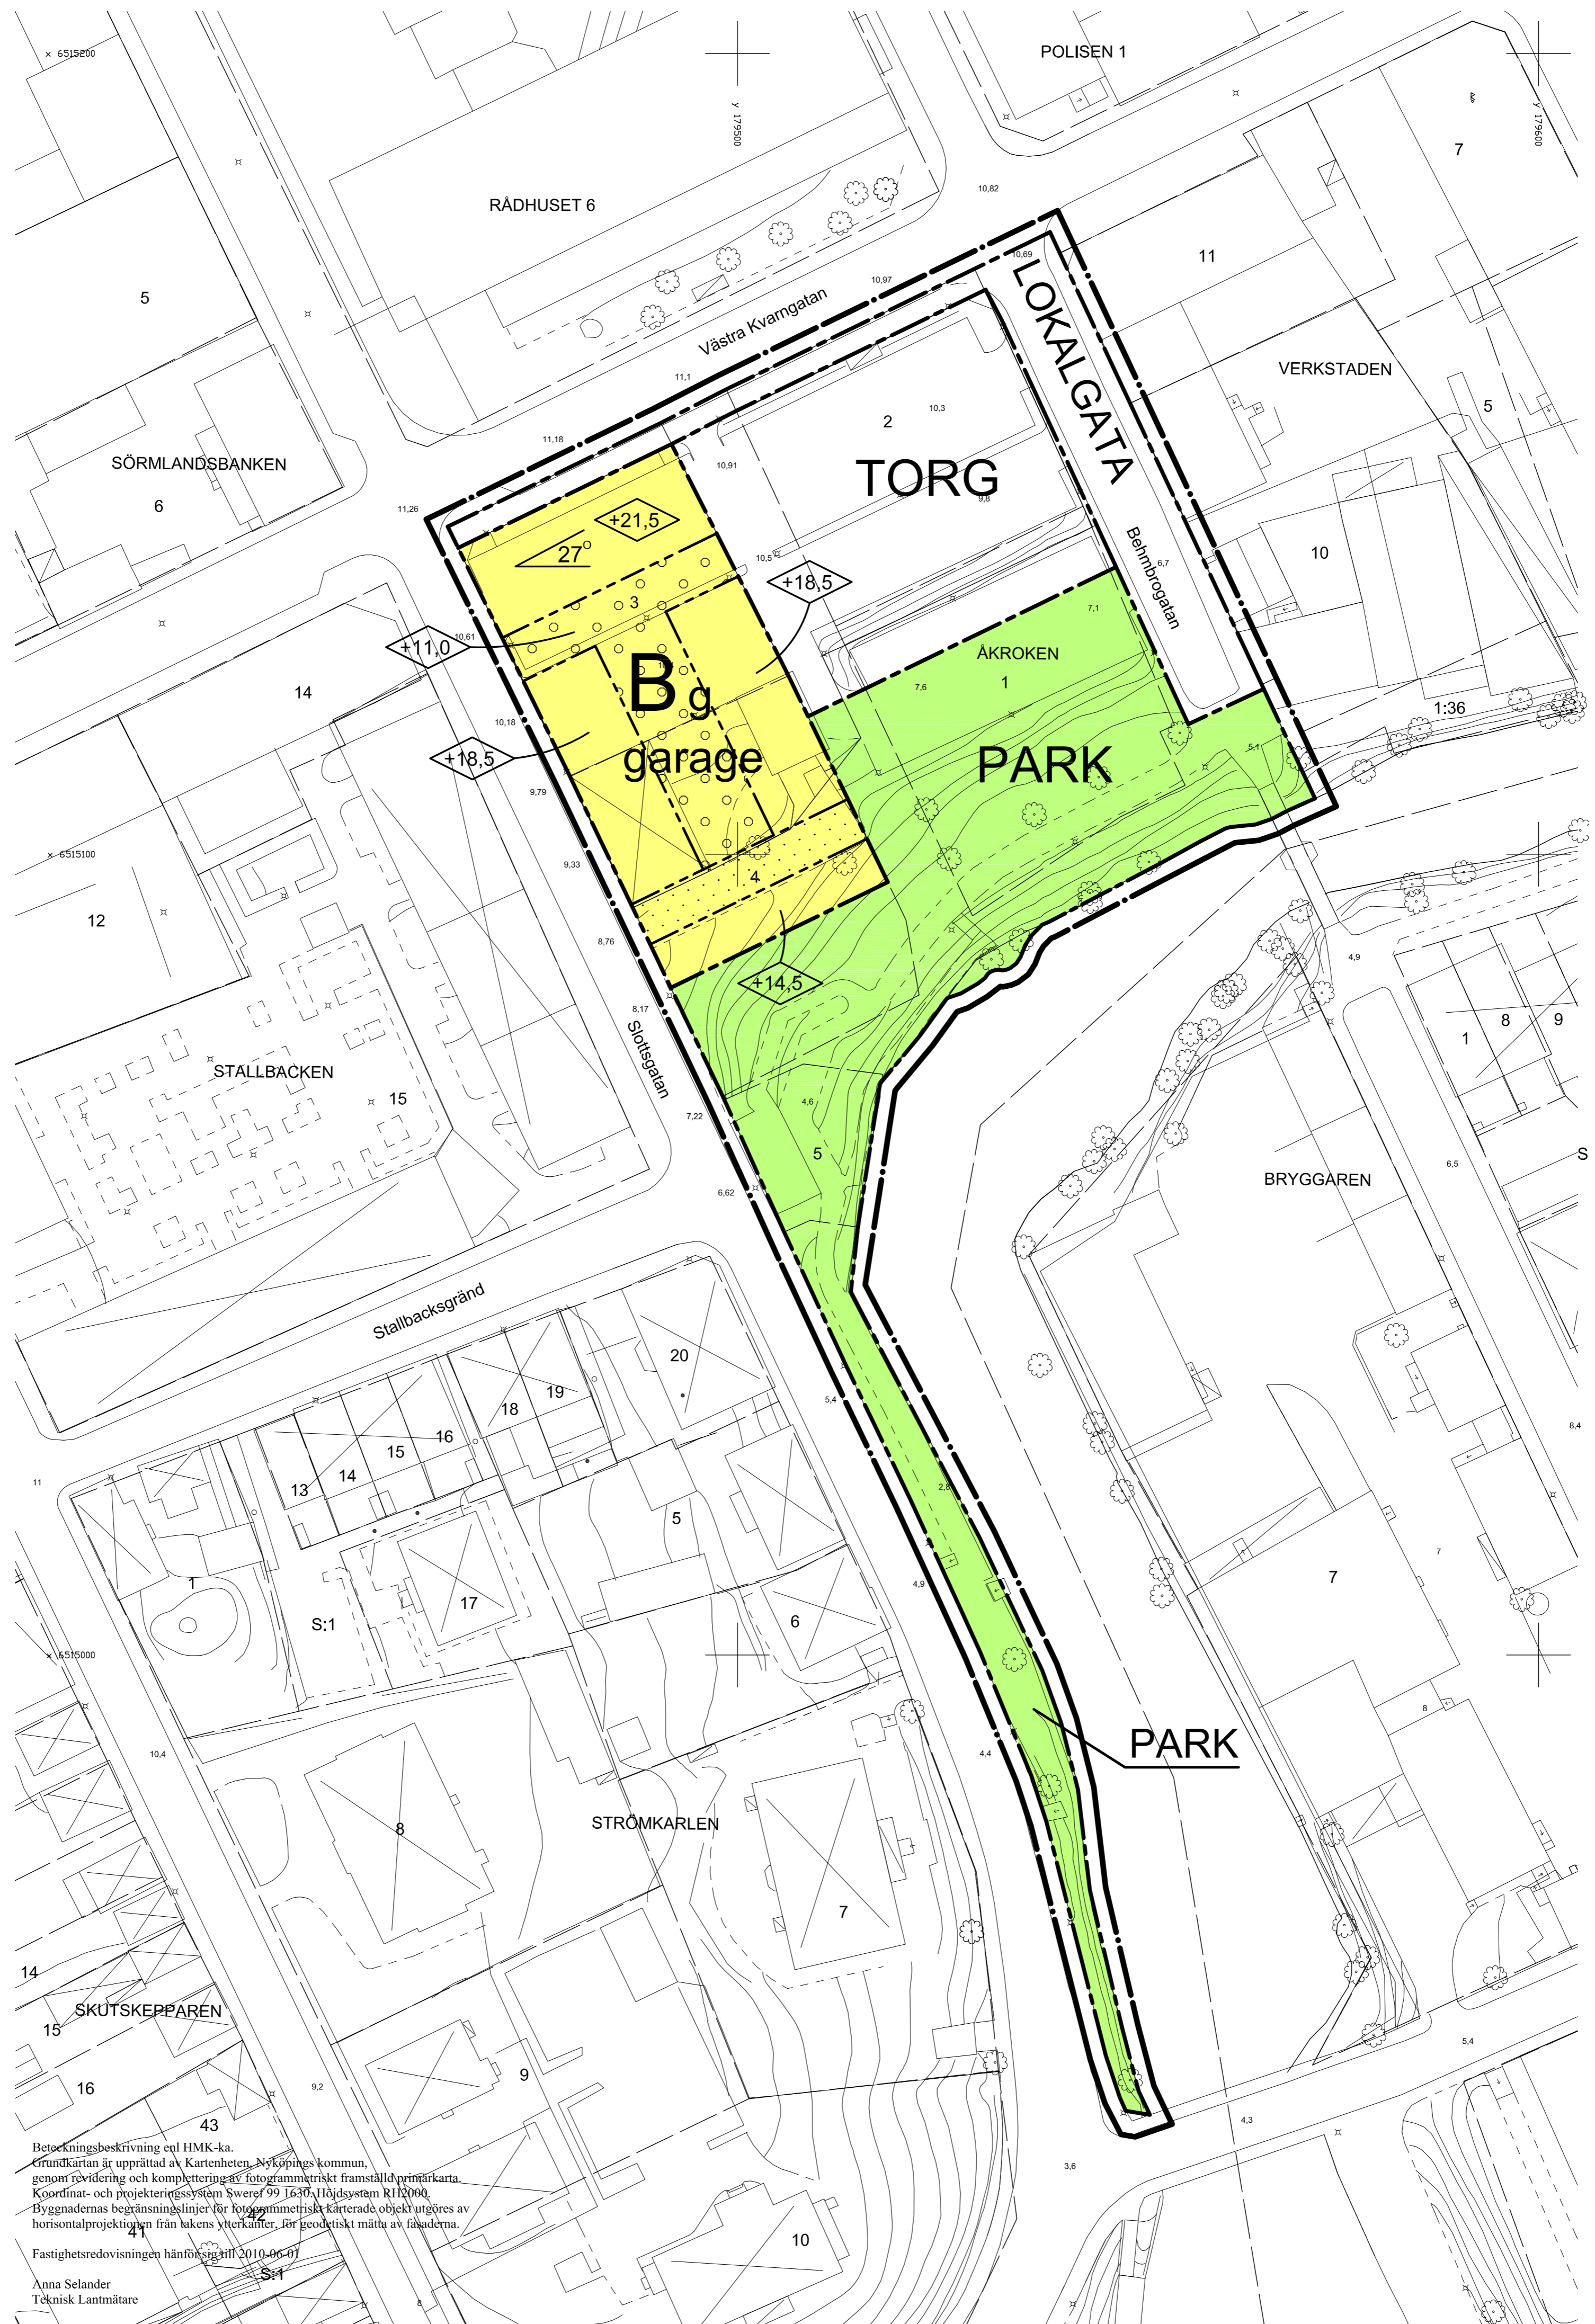 × 6515200
POLISEN 1
y 179500
y 179600
7
RÅDHUSET 6
10,82
5
11
10,69
10,97
LOKALGATA
Västra Kvarngatan
VERKSTADEN
11,1
5
2
10,3
11,18
SÖRMLANDSBANKEN
10,91
TORG
6
9,8
11,26
+21,5
27°
10,5
10
Behmbrogatan
6,7
+18,5
3
7,1
+11,0
10,61
ÅKROKEN
B g
14
7,6
1
1:36
10,18
garage
5,1
+18,5
PARK
9,79
× 6515100
9,33
4
12
8,76
4,9
+14,5
8,17
Slottsgatan
1
8
9
STALLBACKEN
15
4,6
7,22
5
6,5
S
6,62
BRYGGAREN
Stallbacksgränd
20
19
5,4
18
16
15
14
13
8,4
11
2,8
5
7
4,9
7
1
17
S:1
6
× 6515000
8
10,4
4,4
PARK
STRÖMKARLEN
8
7
14
SKUTSKEPPAREN
15
5,4
9
16
9,2
43
4,3
3,6
Beteckningsbeskrivning enl HMK-ka.
Grundkartan är upprättad av Kartenheten, Nyköpings kommun,
genom revidering och komplettering av fotogrammetriskt framställd primärkarta.
Koordinat- och projekteringssystem Sweref 99 1630, Höjdsystem RH2000.
Byggnadernas begränsningslinjer för fotogrammetriskt karterade objekt utgöres av
horisontalprojektionen från takens ytterkanter, för geodetiskt mätta av fasaderna.
42
41
10
Fastighetsredovisningen hänför sig till 2010-06-01
S:1
Anna Selander
Teknisk Lantmätare
8